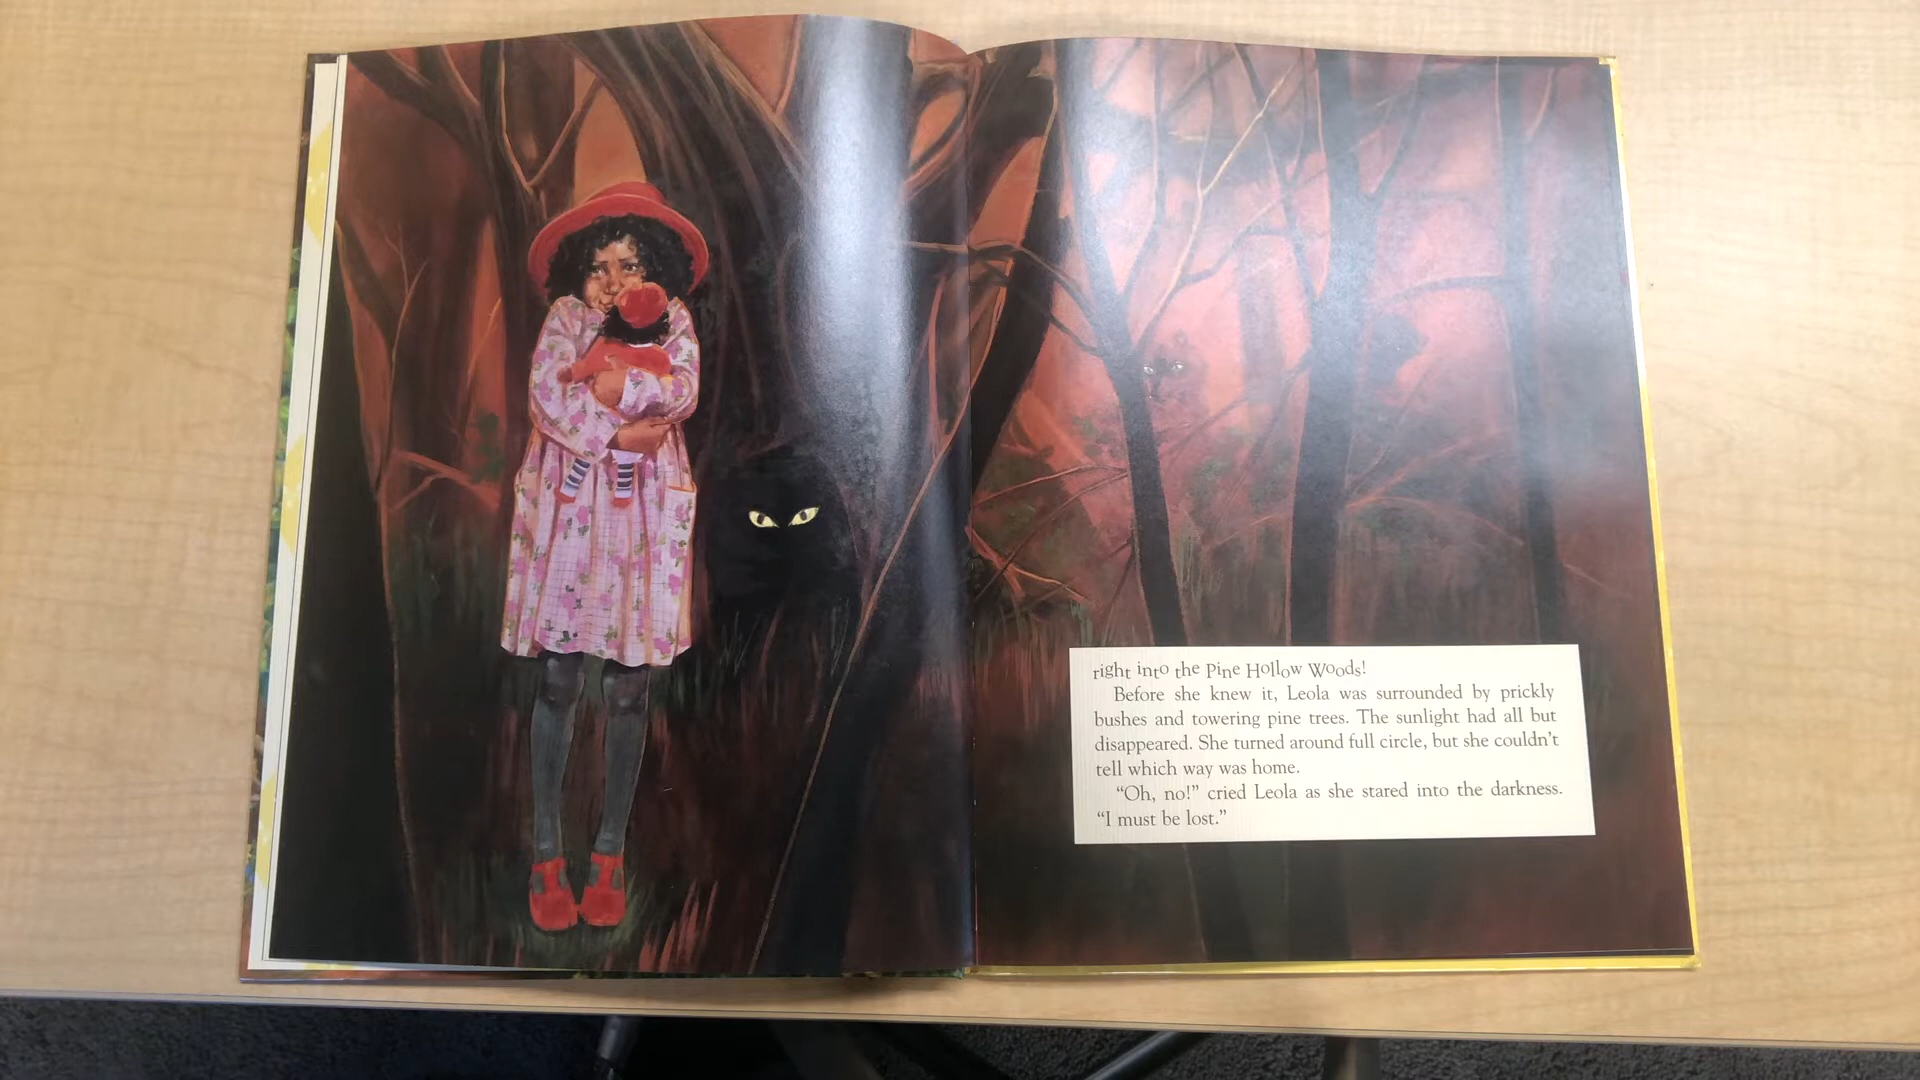 right into the Pine Hollow Woods!
Before she knew it, Leola was surrounded by prickly
bushes and towering pine trees. The sunlight had all but
disappeared. She turned around full circle, but she couldn't
tell which way was home.
“Oh, no!” cried Leola as she stared into the darkness.
“I must be lost.”